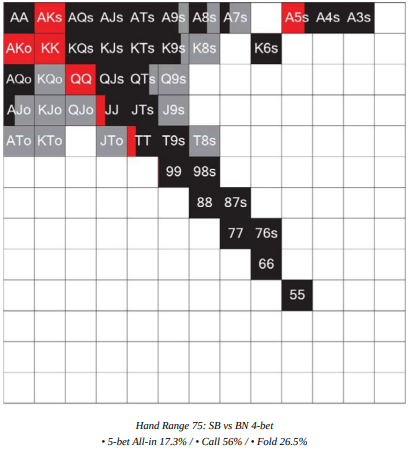 AA AKs AQs AJs ATs A9s A8s A7s A5s A4s A3s
AKo KK KQs KJs KTs K9s K8s K6s
AQo KQo QQ QJs QTs Q9s
AJo KJo QJo JJ JTs J9s
ATo KTo JTo TT T9s T8s
99 98s
88 87s
77 76s
66
55
Hand Range 75: SB vs BN 4-bet
• 5-bet All-in 17.3% / • Call 56% / • Fold 26.5%